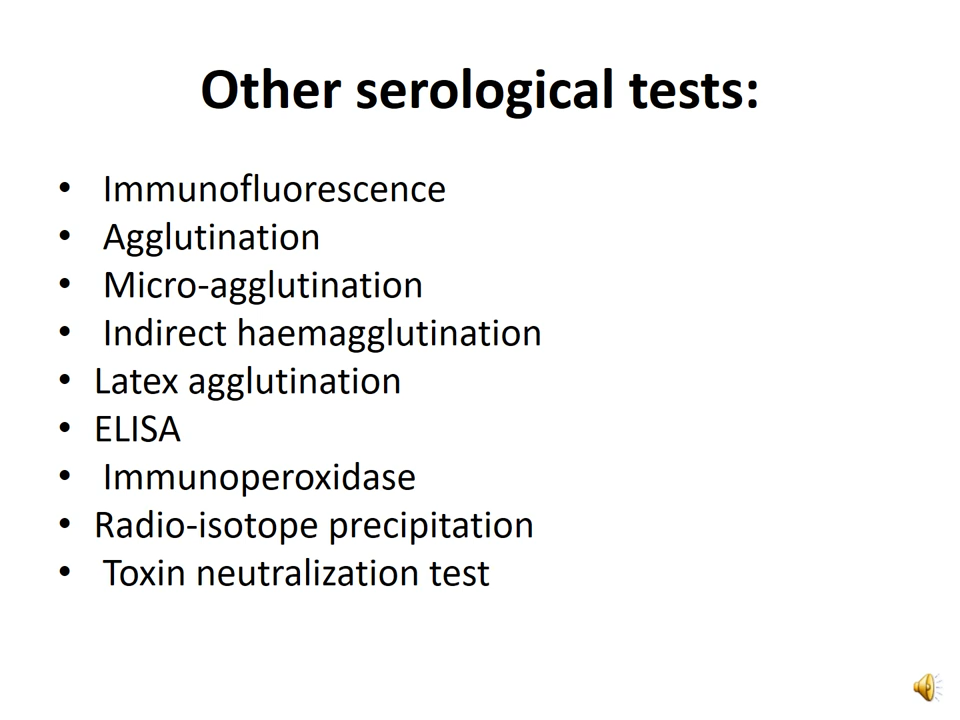 Other serological tests:
• Immunofluorescence
• Agglutination
• Micro-agglutination
• Indirect haemagglutination
• Latex agglutination
• ELISA
• Immunoperoxidase
• Radio-isotope precipitation
• Toxin neutralization test